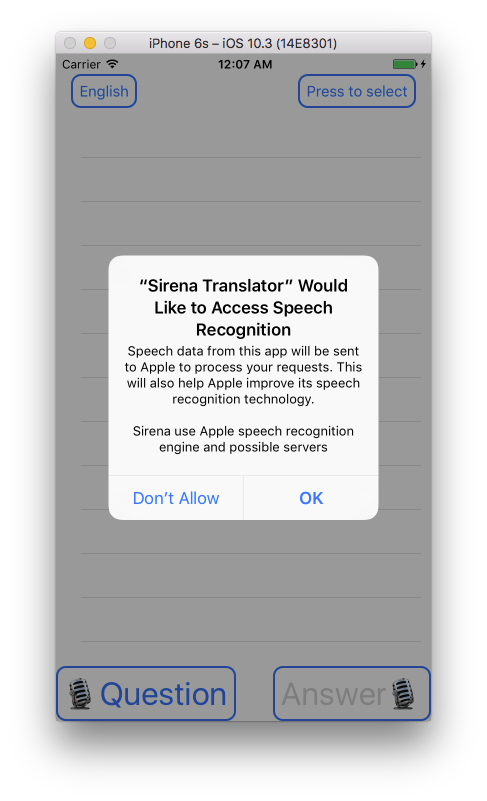 iPhone 6s – iOS 10.3 (14E8301)
Carrier 12:07 AM
English Press to select
“Sirena Translator” Would
Like to Access Speech
Recognition
Speech data from this app will be sent
to Apple to process your requests. This
will also help Apple improve its speech
recognition technology.
Sirena use Apple speech recognition
engine and possible servers
Don’t Allow OK
Question Answer